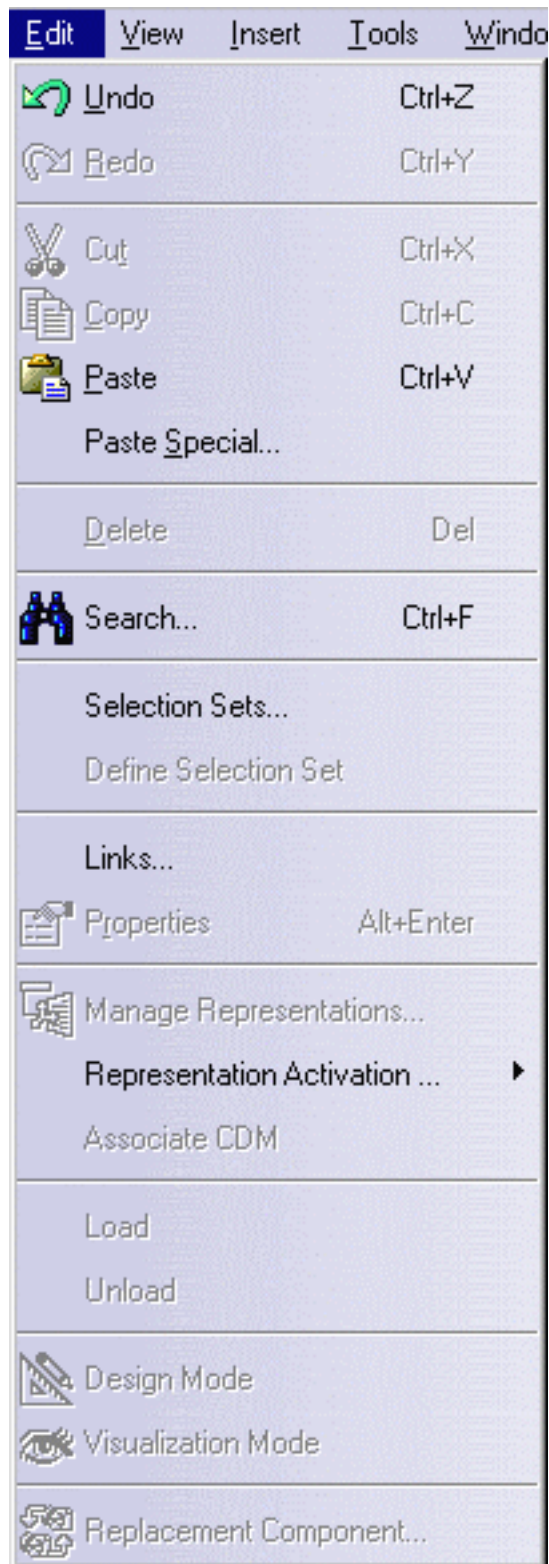 Edit View Insert Tools Windo
Undo Ctrl+Z
Redo Ctrl+Y
Cut Ctrl+X
Copy Ctrl+C
Paste Ctrl+V
Paste Special...
Delete Del
Search... Ctrl+F
Selection Sets...
Define Selection Set
Links...
Properties Alt+Enter
Manage Representations...
Representation Activation ...
Associate CDM
Load
Unload
Design Mode
Visualization Mode
Replacement Component...